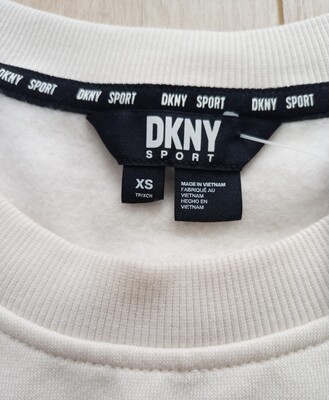 DKNY SPORT
DKNY SPORT
DKNY SPORT
DKNY SPORT
DKNY
SPORT
XS
TP/XCH
MADE IN VIETNAM
FABRIQUÉ AU
VIETNAM
HECHO EN
VIETNAM